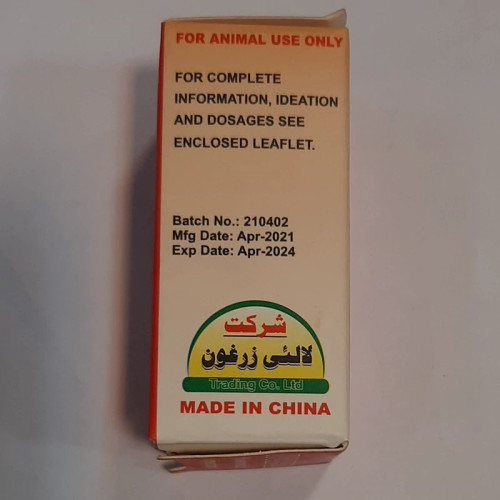 FOR ANIMAL USE ONLY
FOR COMPLETE
INFORMATION, IDEATION
AND DOSAGES SEE
ENCLOSED LEAFLET.
Batch No.: 210402
Mfg Date: Apr-2021
Exp Date: Apr-2024
شرکت
لالئی زرغون
Trading Co. Ltd
MADE IN CHINA